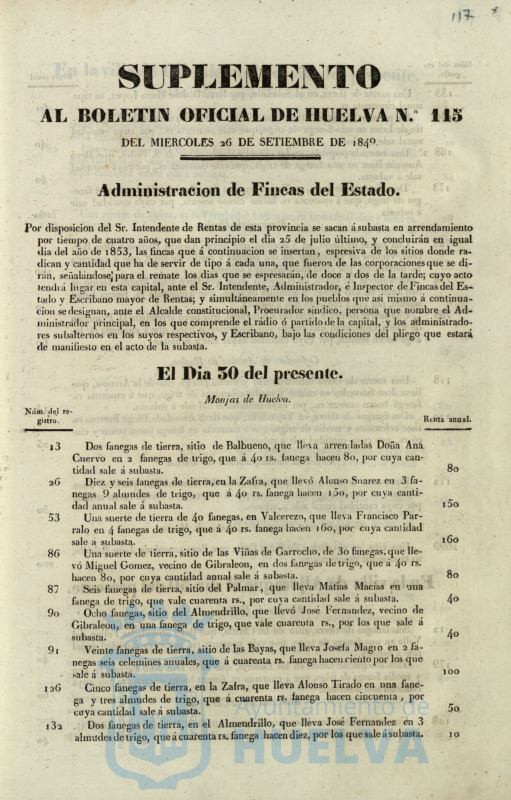 117
SUPLEMENTO
AL BOLETIN OFICIAL DE HUELVA N.º 115
DEL MIERCOLES 26 DE SETIEMBRE DE 1840.
Administracion de Fincas del Estado.
Por disposicion del Sr. Intendente de Rentas de esta provincia se sacan á subasta en arrendamiento
por tiempo de cuatro años, que dan principio el dia 25 de julio último, y concluirán en igual
dia del año de 1853, las fincas que á continuacion se insertan, espresiva de los sitios donde ra-
dican y cantidad que ha de servir de tipo á cada una, que fueron de las corporaciones que se di-
rán, señalándose para el remate los dias que se espresarán, de doce a dos de la tarde; cuyo acto
tendrá lugar en esta capital, ante el Sr. Intendente, Administrador, é Inspector de Fincas del Es-
tado y Escribano mayor de Rentas; y simultáneamente en los pueblos que asi mismo á continua-
cion se designan, ante el Alcalde constitucional, Procurador síndico, persona que nombre el Ad-
ministrador principal, en los que comprende el rádio ó partido de la capital, y los administrado-
res subalternos en los suyos respectivos, y Escribano, bajo las condiciones del pliego que estará
de manifiesto en el acto de la subasta.
El Dia 30 del presente.
Monjas de Huelva.
Núm. del re-
gistro.
Renta anual.
13 Dos fanegas de tierra, sitio de Balbueno, que lleva arrendadas Doña Ana
Cuervo en 2 fanegas de trigo, que á 40 rs. fanega hacen 80, por cuya can-
tidad sale á subasta. 80
26 Diez y seis fanegas de tierra, en la Zafra, que llevó Alonso Suarez en 3 fa-
negas 9 almudes de trigo, que á 40 rs. fanega hacen 150, por cuya canti-
dad anual sale á subasta. 150
53 Una suerte de tierra de 40 fanegas, en Valcerezo, que lleva Francisco Par-
ralo en 4 fanegas de trigo, que á 40 rs. fanega hacen 160, por cuya cantidad
sale a subasta. 160
86 Una suerte de tierra, sitio de las Viñas de Garrocho, de 30 fanegas, que lle-
vó Miguel Gomez, vecino de Gibraleon, en dos fanegas de trigo, que a 40 rs.
hacen 80, por cuya cantidad anual sale á subasta. 80
87 Seis fanegas de tierra, sitio del Palmar, que lleva Matías Macías en una
fanega de trigo, que vale cuarenta rs., por cuya cantidad sale á subasta. 40
90 Ocho fanegas, sitio del Almendrillo, que llevó José Fernandez, vecino de
Gibraleon, en una fanega de trigo, que vale cuarenta rs., por los que sale á
subasta. 40
91 Veinte fanegas de tierra, sitio de las Bayas, que lleva Josefa Magro en 2 fa-
negas seis celemines anuales, que á cuarenta rs. fanega hacen ciento por los que
sale á subasta. 100
126 Cinco fanegas de tierra, en la Zafra, que lleva Alonso Tirado en una fane-
ga y tres almudes de trigo, que á cuarenta rs. fanega hacen cincuenta, por
cuya cantidad sale á subasta. 50
132 Dos fanegas de tierra, en el Almendrillo, que lleva José Fernandez en 3
almudes de trigo, que á cuarenta rs. fanega hacen diez, por los que sale á subasta. 10
Ayuntamiento de
HUELVA